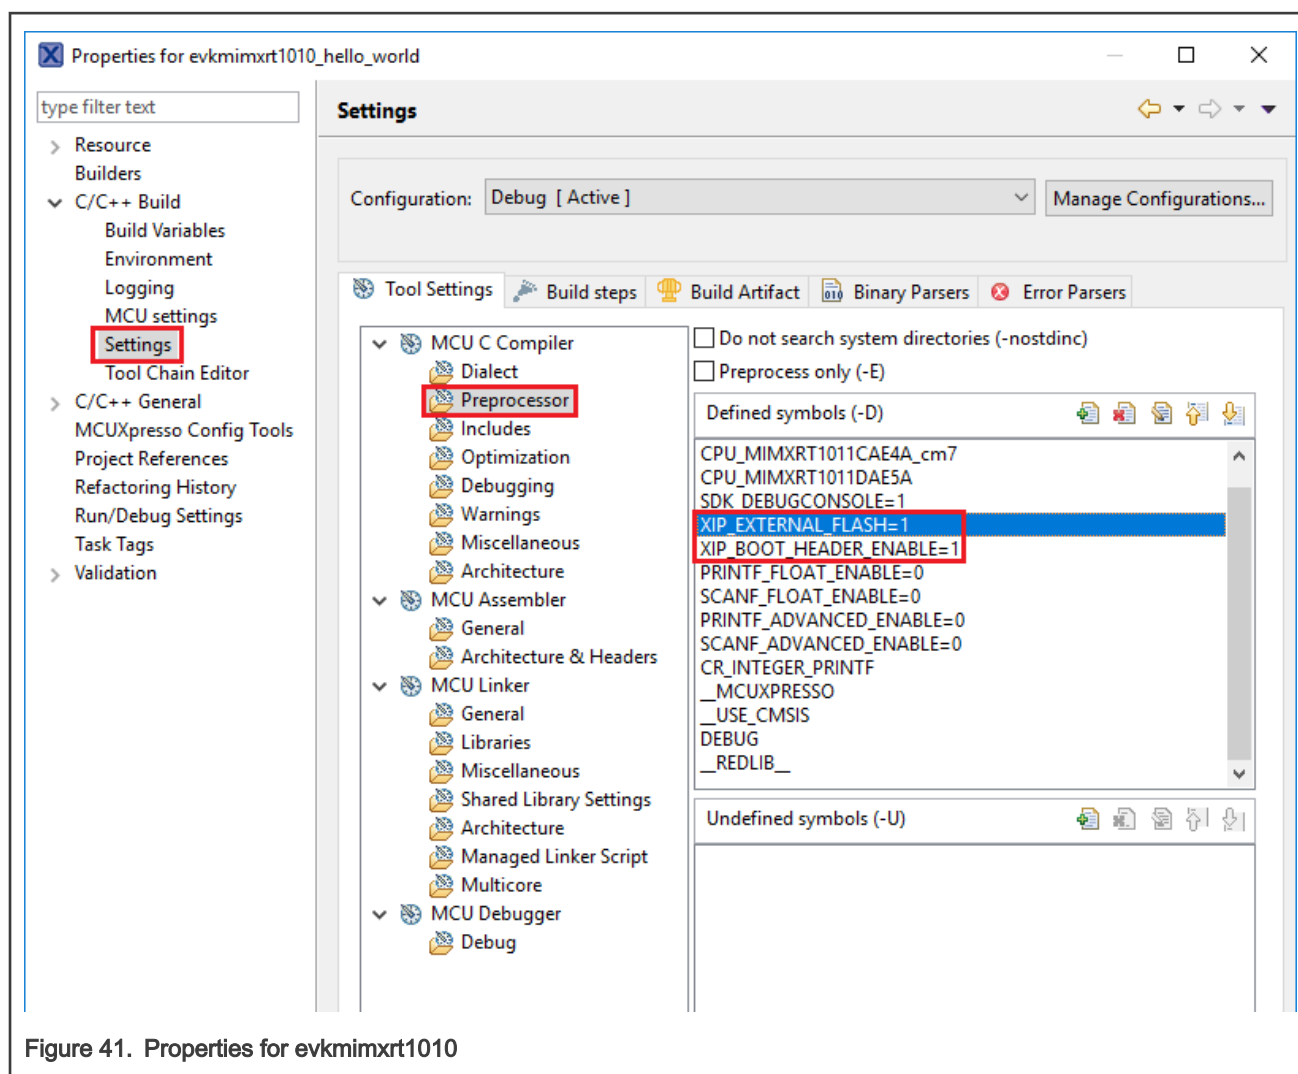 Properties for evkmimxrt1010_hello_world
type filter text
Resource
Builders
C/C++ Build
Build Variables
Environment
Logging
MCU settings
Settings
Tool Chain Editor
C/C++ General
MCUXpresso Config Tools
Project References
Refactoring History
Run/Debug Settings
Task Tags
Validation
Settings
Configuration: Debug [ Active ] Manage Configurations...
Tool Settings Build steps Build Artifact Binary Parsers Error Parsers
MCU C Compiler
Dialect
Preprocessor
Includes
Optimization
Debugging
Warnings
Miscellaneous
Architecture
MCU Assembler
General
Architecture & Headers
MCU Linker
General
Libraries
Miscellaneous
Shared Library Settings
Architecture
Managed Linker Script
Multicore
MCU Debugger
Debug
Do not search system directories (-nostdinc)
Preprocess only (-E)
Defined symbols (-D)
CPU_MIMXRT1011CAE4A_cm7
CPU_MIMXRT1011DAE5A
SDK_DEBUGCONSOLE=1
XIP_EXTERNAL_FLASH=1
XIP_BOOT_HEADER_ENABLE=1
PRINTF_FLOAT_ENABLE=0
SCANF_FLOAT_ENABLE=0
PRINTF_ADVANCED_ENABLE=0
SCANF_ADVANCED_ENABLE=0
CR_INTEGER_PRINTF
__MCUXPRESSO
__USE_CMSIS
DEBUG
__REDLIB__
Undefined symbols (-U)
Figure 41. Properties for evkmimxrt1010